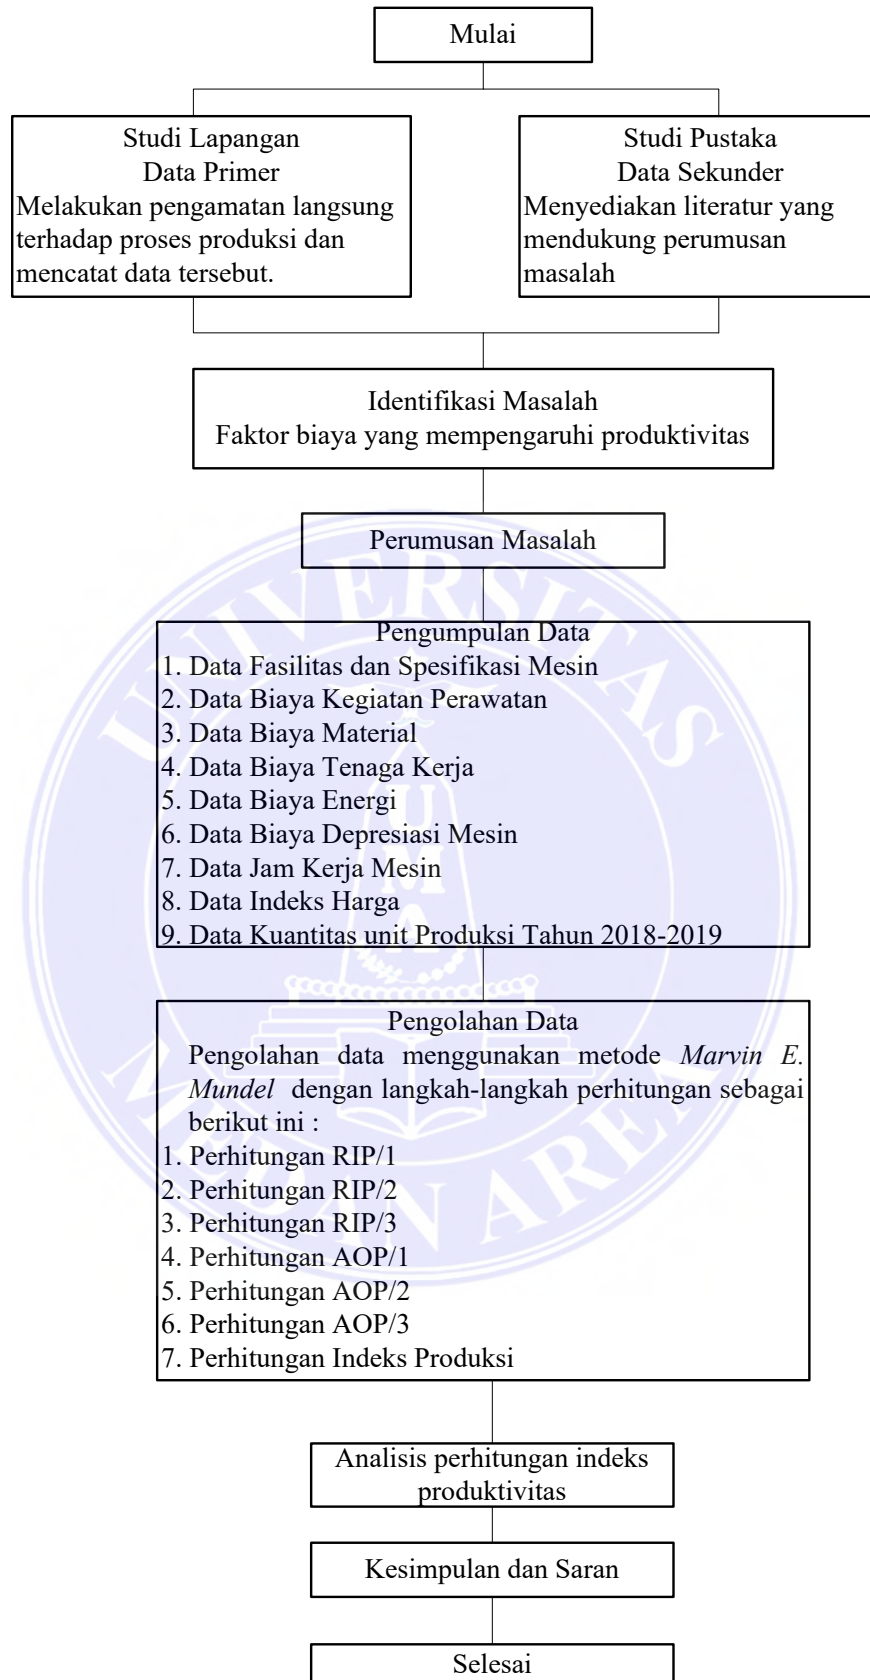 Mulai
Studi Lapangan
Data Primer
Melakukan pengamatan langsung
terhadap proses produksi dan
mencatat data tersebut.
Studi Pustaka
Data Sekunder
Menyediakan literatur yang
mendukung perumusan
masalah
Identifikasi Masalah
Faktor biaya yang mempengaruhi produktivitas
Perumusan Masalah
Pengumpulan Data
1. Data Fasilitas dan Spesifikasi Mesin
2. Data Biaya Kegiatan Perawatan
3. Data Biaya Material
4. Data Biaya Tenaga Kerja
5. Data Biaya Energi
6. Data Biaya Depresiasi Mesin
7. Data Jam Kerja Mesin
8. Data Indeks Harga
9. Data Kuantitas unit Produksi Tahun 2018-2019
Pengolahan Data
Pengolahan data menggunakan metode Marvin E.
Mundel dengan langkah-langkah perhitungan sebagai
berikut ini :
1. Perhitungan RIP/1
2. Perhitungan RIP/2
3. Perhitungan RIP/3
4. Perhitungan AOP/1
5. Perhitungan AOP/2
6. Perhitungan AOP/3
7. Perhitungan Indeks Produksi
Analisis perhitungan indeks
produktivitas
Kesimpulan dan Saran
Selesai
UNIVERSITAS
MEDAN AREA
UMA